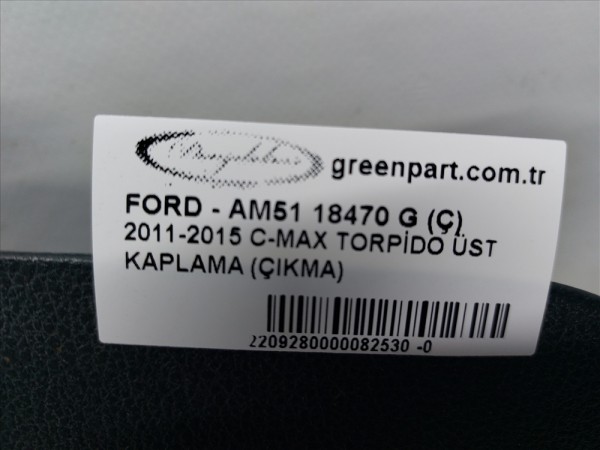 greenpart.com.tr
FORD - AM51 18470 G (Ç)
2011-2015 C-MAX TORPİDO ÜST
KAPLAMA (ÇIKMA)
2209280000082530 -0